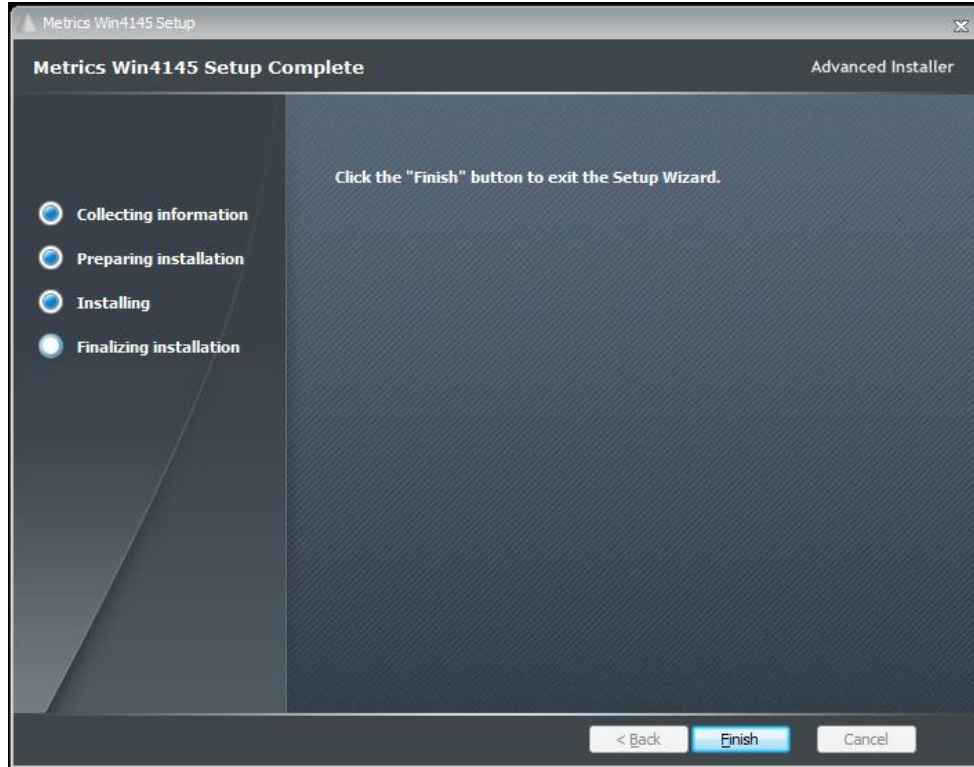 Metrics Win4145 Setup
Metrics Win4145 Setup Complete
Advanced Installer
Click the "Finish" button to exit the Setup Wizard.
Collecting information
Preparing installation
Installing
Finalizing installation
< Back
Finish
Cancel